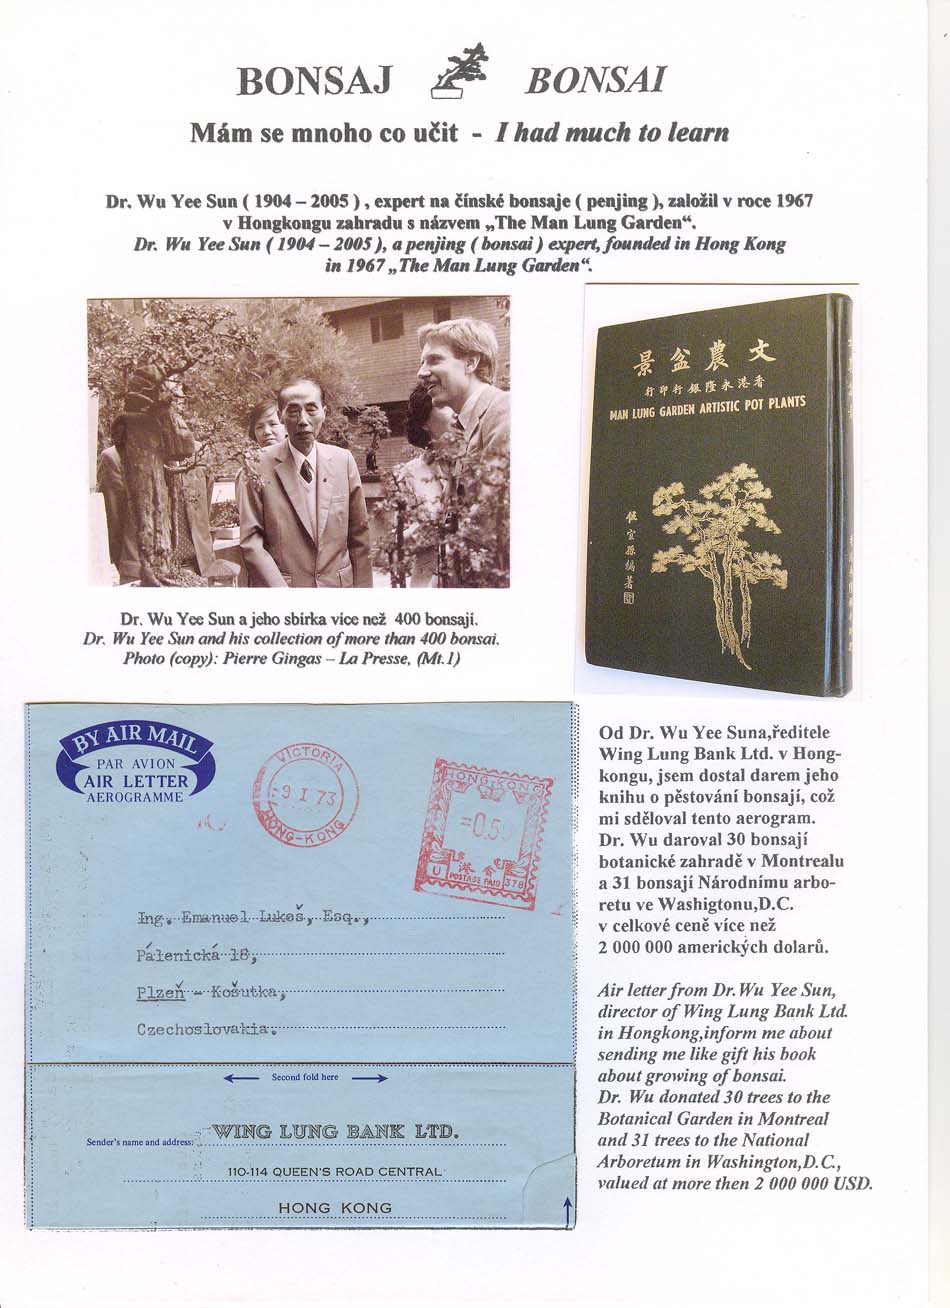 BONSAJ BONSAI
Mám se mnoho co učit - I had much to learn
Dr. Wu Yee Sun ( 1904 – 2005 ) , expert na čínské bonsaje ( penjing ), založil v roce 1967
v Hongkongu zahradu s názvem „The Man Lung Garden“.
Dr. Wu Yee Sun ( 1904 – 2005 ), a penjing ( bonsai ) expert, founded in Hong Kong
in 1967 „The Man Lung Garden“.
景盆農文
行印行銀隆永港香
MAN LUNG GARDEN ARTISTIC POT PLANTS
伍宜孫編著
Dr. Wu Yee Sun a jeho sbírka více než 400 bonsají.
Dr. Wu Yee Sun and his collection of more than 400 bonsai.
Photo (copy): Pierre Gingas – La Presse, (Mt.1)
BY AIR MAIL
PAR AVION
AIR LETTER
AEROGRAMME
VICTORIA
9 I 73
HONG-KONG
HONG KONG
=0.50
港香
U POSTAGE PAID 378
Ing. Emanuel Lukeš, Esq.,
Pálenická 18,
Plzeň - Košutka,
Czechoslovakia.
Second fold here
Sender's name and address:
WING LUNG BANK LTD.
110-114 QUEEN'S ROAD CENTRAL
HONG KONG
Od Dr. Wu Yee Suna,ředitele
Wing Lung Bank Ltd. v Hong-
kongu, jsem dostal darem jeho
knihu o pěstování bonsají, což
mi sděloval tento aerogram.
Dr. Wu daroval 30 bonsají
botanické zahradě v Montrealu
a 31 bonsají Národnímu arbo-
retu ve Washigtonu,D.C.
v celkové ceně více než
2 000 000 amerických dolarů.
Air letter from Dr. Wu Yee Sun,
director of Wing Lung Bank Ltd.
in Hongkong,inform me about
sending me like gift his book
about growing of bonsai.
Dr. Wu donated 30 trees to the
Botanical Garden in Montreal
and 31 trees to the National
Arboretum in Washington,D.C.,
valued at more then 2 000 000 USD.